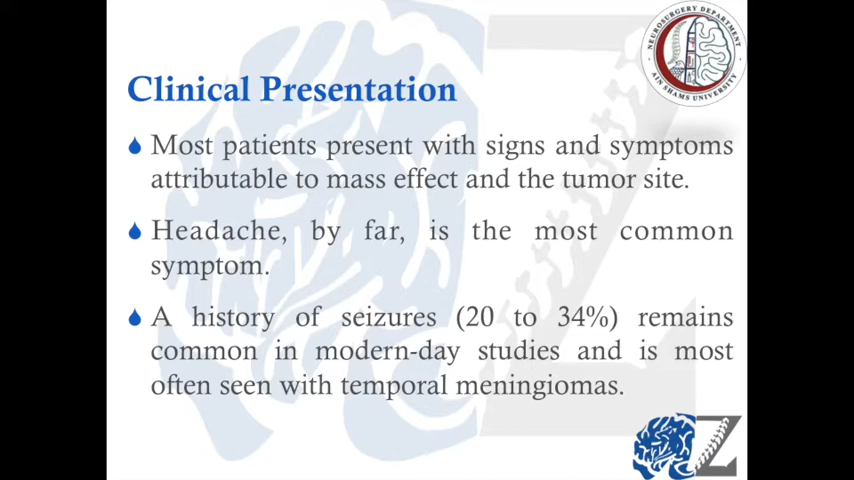 NEUROSURGERY DEPARTMENT
AIN SHAMS UNIVERSITY
Clinical Presentation
Most patients present with signs and symptoms
attributable to mass effect and the tumor site.
Headache, by far, is the most common
symptom.
A history of seizures (20 to 34%) remains
common in modern-day studies and is most
often seen with temporal meningiomas.
Z